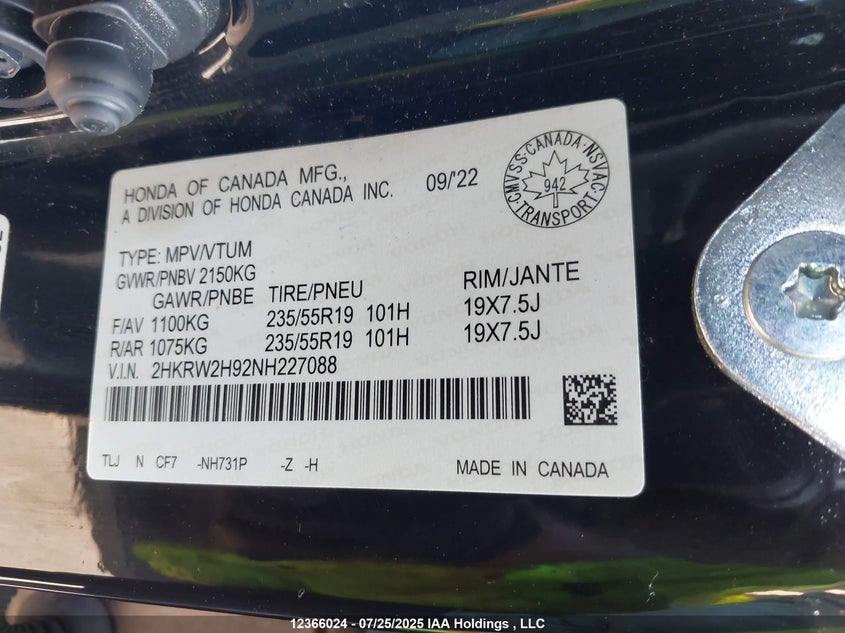 HONDA OF CANADA MFG.,
A DIVISION OF HONDA CANADA INC.
09/'22
CMVSS·CANADA·NSVAC·TRANSPORT·
942
TYPE: MPV/VTUM
GVWR/PNBV 2150KG
GAWR/PNBE TIRE/PNEU RIM/JANTE
F/AV 1100KG 235/55R19 101H 19X7.5J
R/AR 1075KG 235/55R19 101H 19X7.5J
V.I.N. 2HKRW2H92NH227088
TLJ N CF7 -NH731P -Z -H MADE IN CANADA
12366024 - 07/25/2025 IAA Holdings , LLC